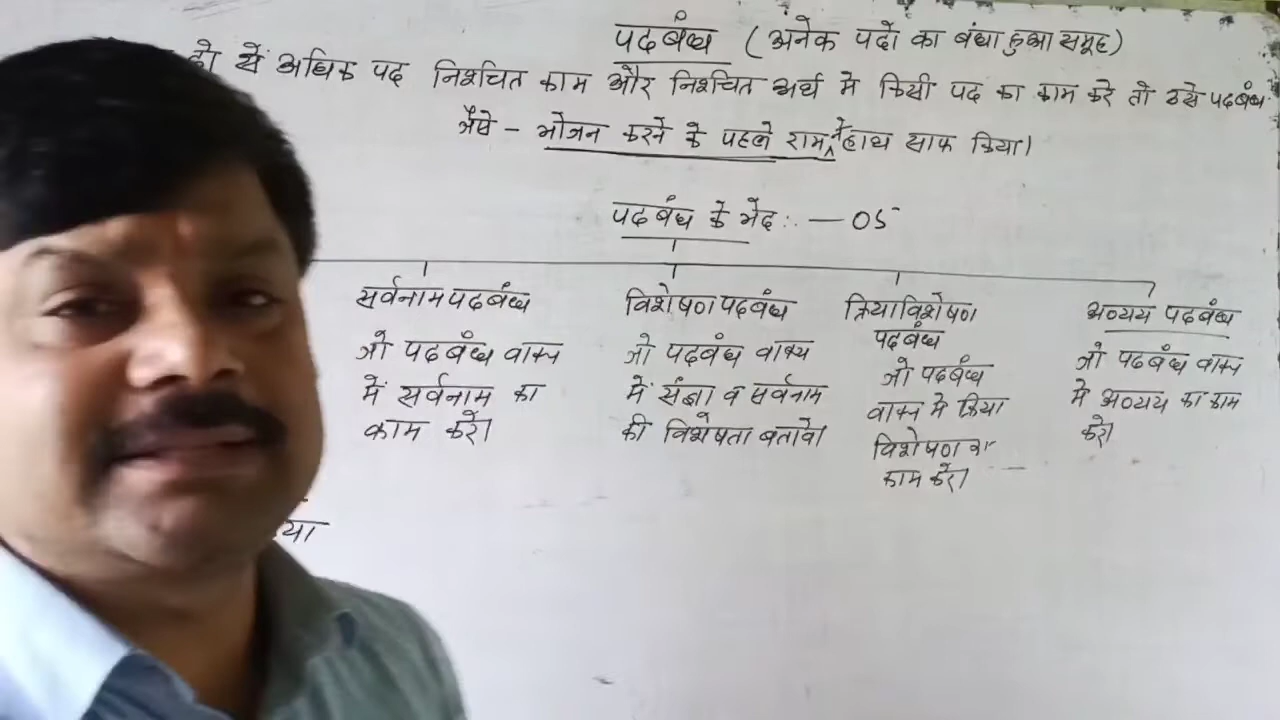 पदबंध (अनेक पदों का बंधा हुआ समूह)
दो से अधिक पद निश्चित काम और निश्चित अर्थ में किसी पद का काम करे तो उसे पदबंध
जैसे - भोजन करने के पहले राम ने हाथ साफ किया।
पदबंध के भेद :. — 05
सर्वनाम पदबंध
जो पदबंध वाक्य
में सर्वनाम का
काम करें।
विशेषण पदबंध
जो पदबंध वाक्य
में संज्ञा व सर्वनाम
की विशेषता बतावे।
क्रियाविशेषण
पदबंध
जो पदबंध
वाक्य में क्रिया
विशेषण का
काम करें।
अव्यय पदबंध
जो पदबंध वाक्य
में अव्यय का काम
करे।